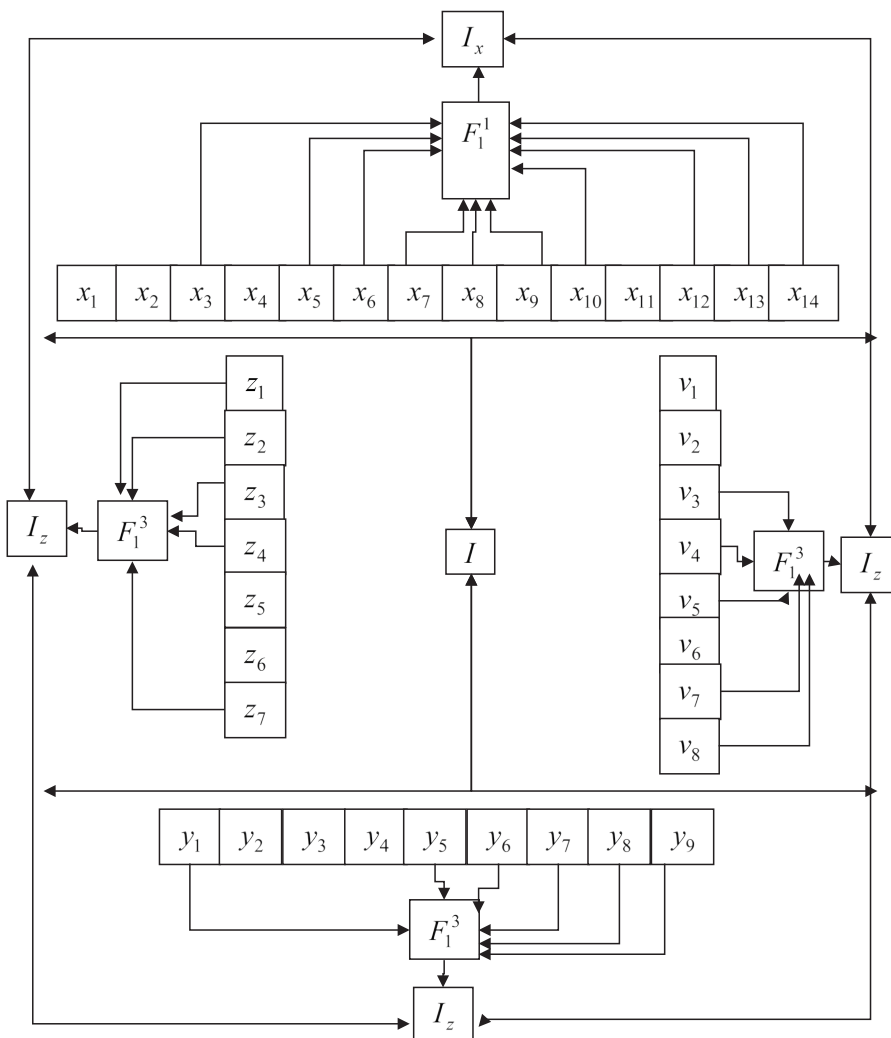 I_x
F_1^1
x_1 x_2 x_3 x_4 x_5 x_6 x_7 x_8 x_9 x_10 x_11 x_12 x_13 x_14
z_1
z_2
z_3
z_4
z_5
z_6
z_7
I_z
F_1^3
I
v_1
v_2
v_3
v_4
v_5
v_6
v_7
v_8
F_1^3
I_z
y_1 y_2 y_3 y_4 y_5 y_6 y_7 y_8 y_9
F_1^3
I_z